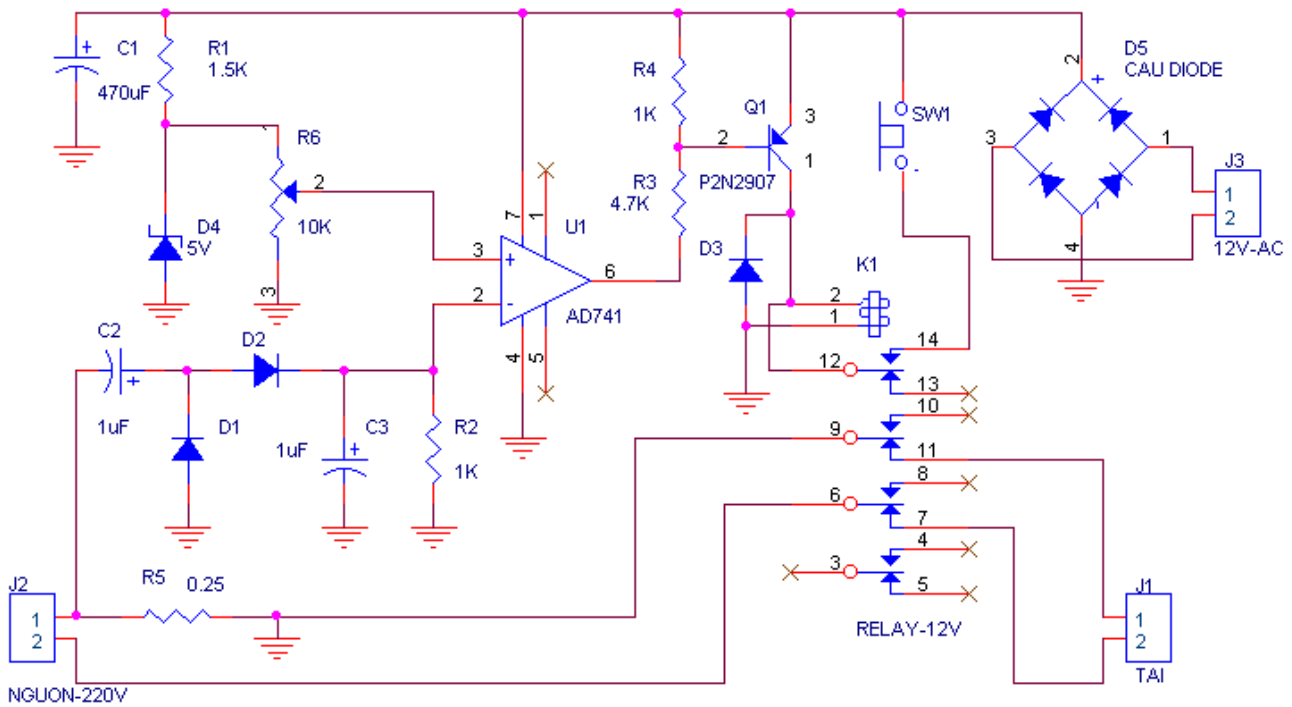 C1
470uF
R1
1.5K
1
R6
2
10K
3
D4
5V
C2
1uF
D2
D1
1uF
C3
R2
1K
7
1
U1
3
+
2
-
6
AD741
4
5
R4
1K
R3
4.7K
2
Q1
3
1
P2N2907
D3
SW1
K1
2
1
12
14
13
10
9
11
8
6
7
4
3
5
RELAY-12V
D5
CAU DIODE
2
+
3
1
-
4
J3
1
2
12V-AC
J2
1
2
NGUON-220V
R5
0.25
J1
1
2
TAI